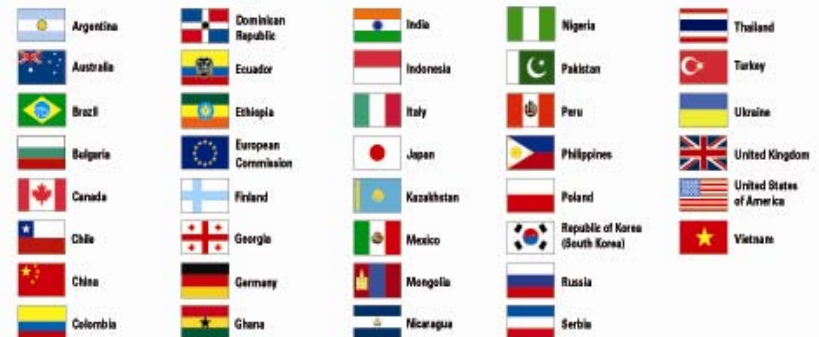 Argentina
Australia
Brazil
Bulgaria
Canada
Chile
China
Colombia
Dominican
Republic
Ecuador
Ethiopia
European
Commission
Finland
Georgia
Germany
Ghana
India
Indonesia
Italy
Japan
Kazakhstan
Mexico
Mongolia
Nicaragua
Nigeria
Pakistan
Peru
Philippines
Poland
Republic of Korea
(South Korea)
Russia
Serbia
Thailand
Turkey
Ukraine
United Kingdom
United States
of America
Vietnam